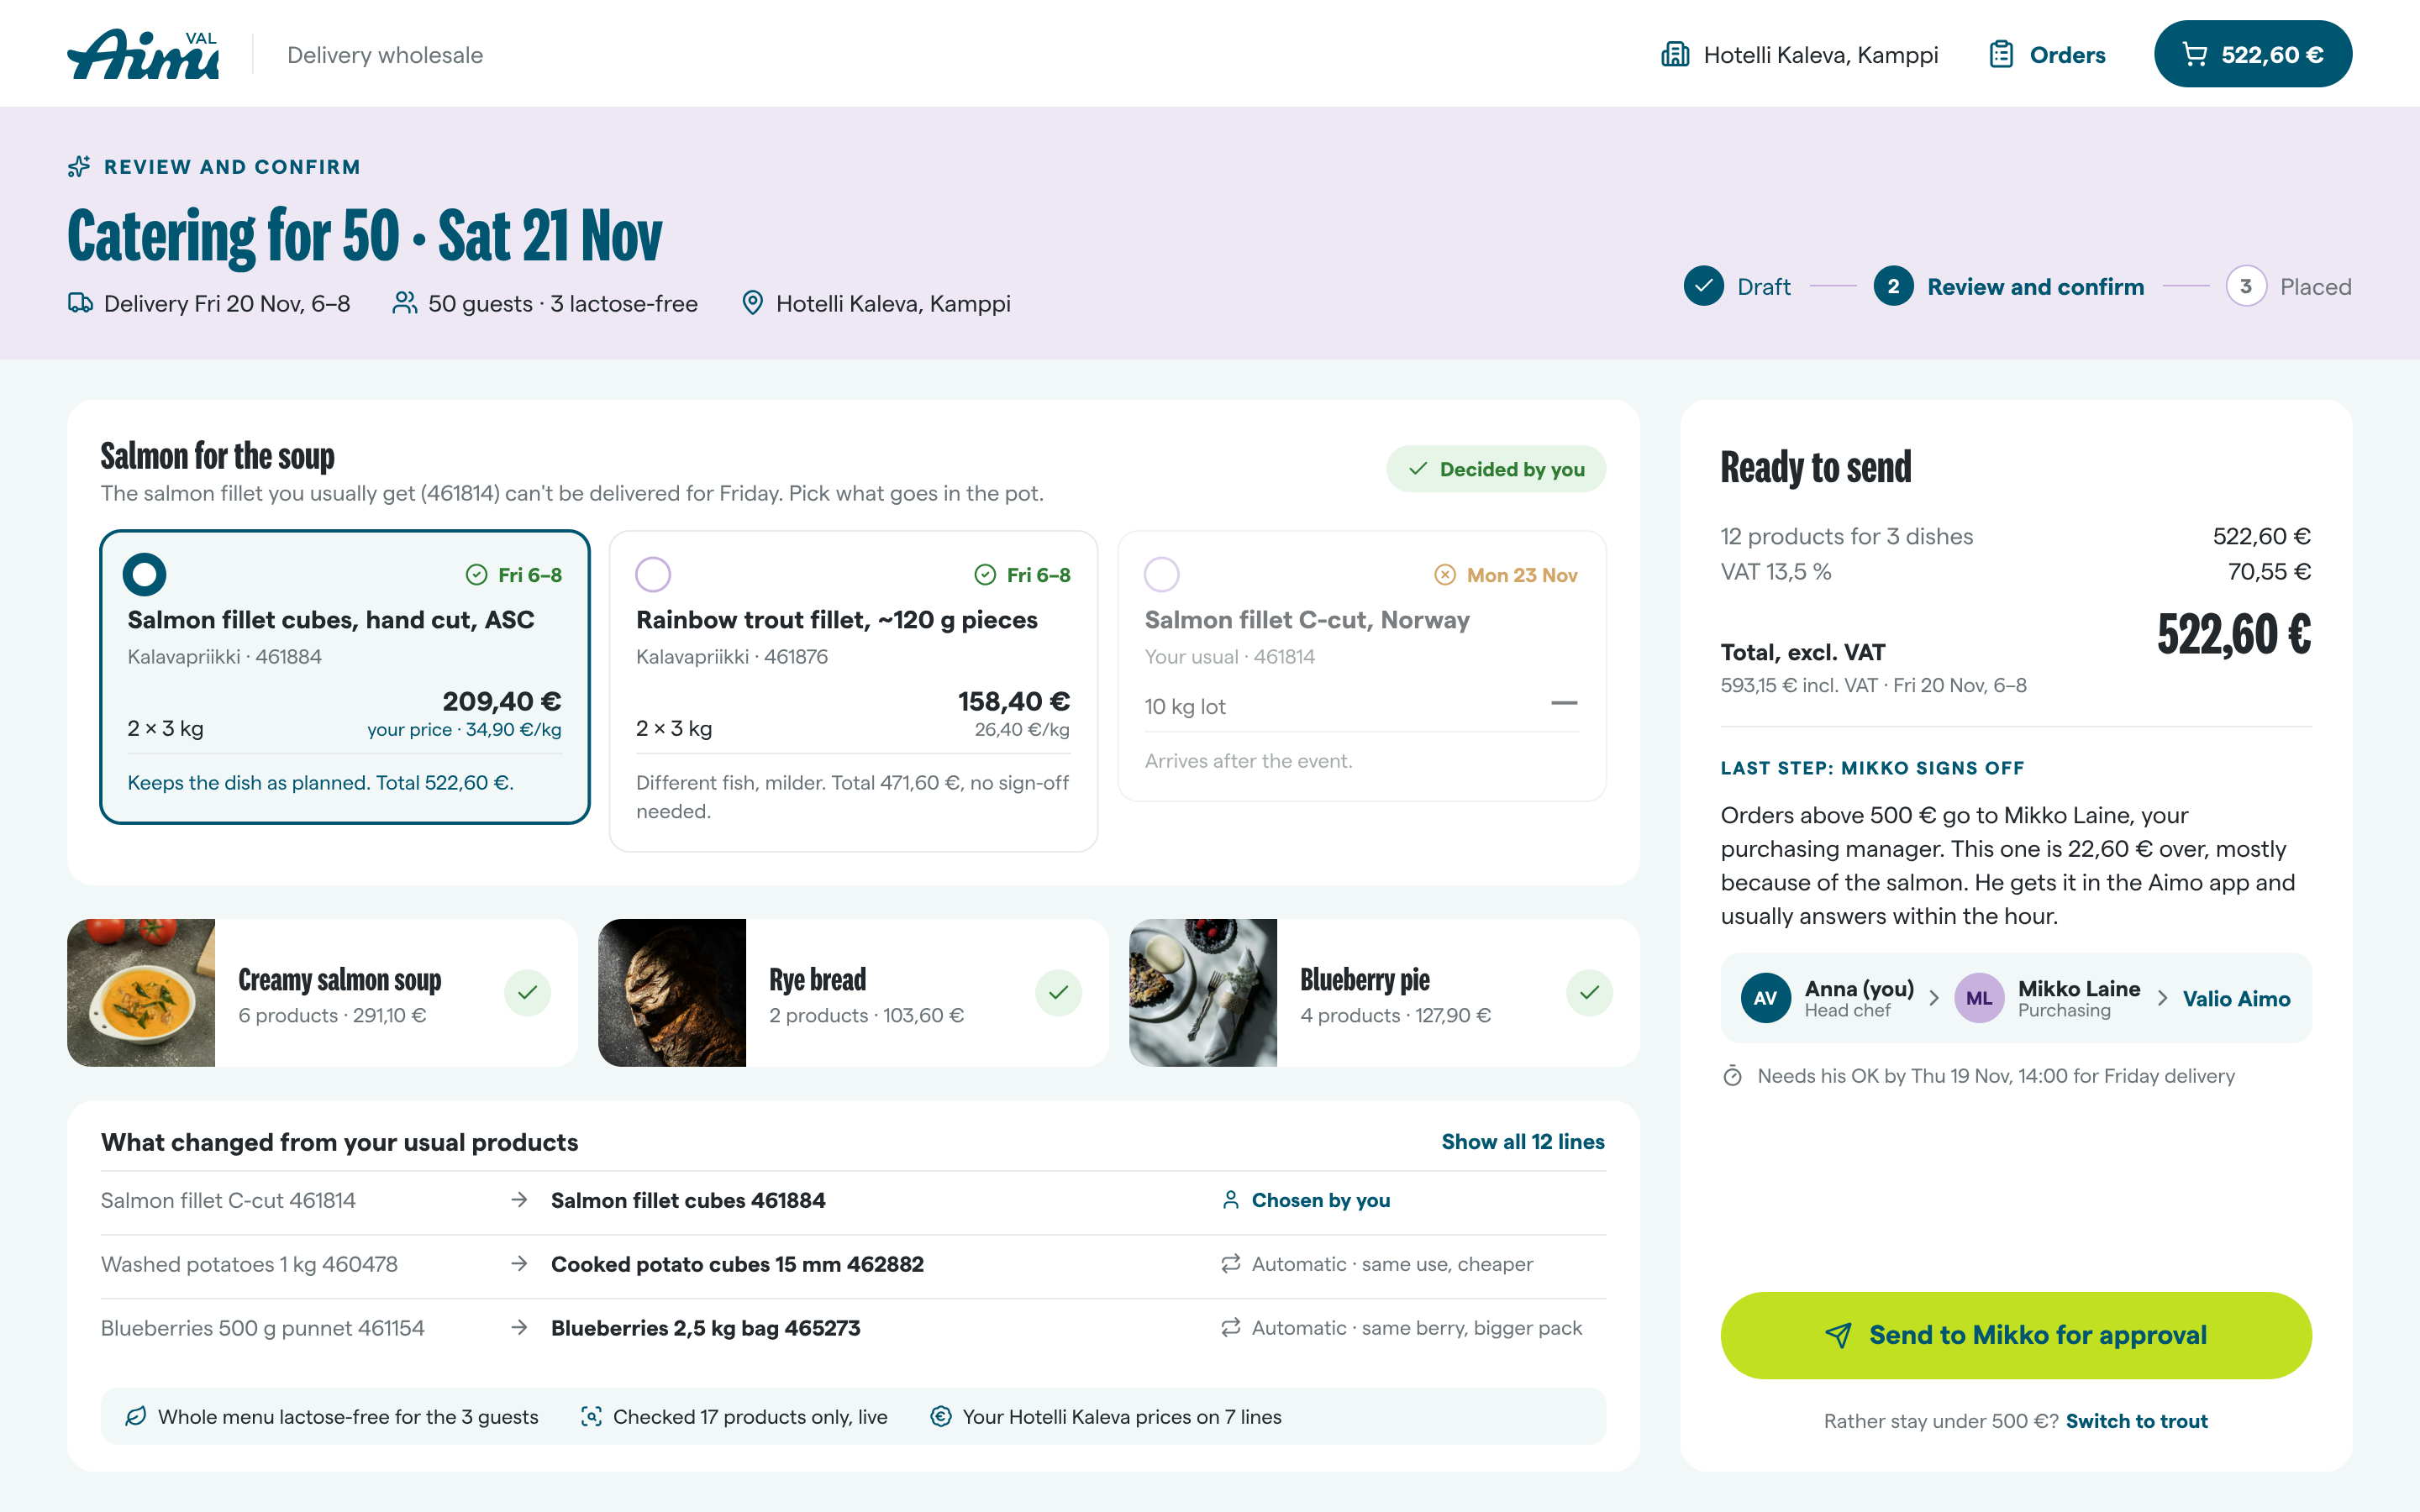 Aimo
VAL
Delivery wholesale
Hotelli Kaleva, Kamppi
Orders
522,60 €
REVIEW AND CONFIRM
Catering for 50 · Sat 21 Nov
Delivery Fri 20 Nov, 6–8
50 guests · 3 lactose-free
Hotelli Kaleva, Kamppi
Draft
2
Review and confirm
3
Placed
Salmon for the soup
The salmon fillet you usually get (461814) can't be delivered for Friday. Pick what goes in the pot.
Decided by you
Fri 6–8
Salmon fillet cubes, hand cut, ASC
Kalavapriikki · 461884
209,40 €
2 × 3 kg
your price · 34,90 €/kg
Keeps the dish as planned. Total 522,60 €.
Fri 6–8
Rainbow trout fillet, ~120 g pieces
Kalavapriikki · 461876
158,40 €
2 × 3 kg
26,40 €/kg
Different fish, milder. Total 471,60 €, no sign-off
needed.
Mon 23 Nov
Salmon fillet C-cut, Norway
Your usual · 461814
10 kg lot
—
Arrives after the event.
Creamy salmon soup
6 products · 291,10 €
Rye bread
2 products · 103,60 €
Blueberry pie
4 products · 127,90 €
What changed from your usual products
Show all 12 lines
Salmon fillet C-cut 461814
Salmon fillet cubes 461884
Chosen by you
Washed potatoes 1 kg 460478
Cooked potato cubes 15 mm 462882
Automatic · same use, cheaper
Blueberries 500 g punnet 461154
Blueberries 2,5 kg bag 465273
Automatic · same berry, bigger pack
Whole menu lactose-free for the 3 guests
Checked 17 products only, live
Your Hotelli Kaleva prices on 7 lines
Ready to send
12 products for 3 dishes
522,60 €
VAT 13,5 %
70,55 €
Total, excl. VAT
522,60 €
593,15 € incl. VAT · Fri 20 Nov, 6–8
LAST STEP: MIKKO SIGNS OFF
Orders above 500 € go to Mikko Laine, your
purchasing manager. This one is 22,60 € over, mostly
because of the salmon. He gets it in the Aimo app and
usually answers within the hour.
AV
Anna (you)
Head chef
ML
Mikko Laine
Purchasing
Valio Aimo
Needs his OK by Thu 19 Nov, 14:00 for Friday delivery
Send to Mikko for approval
Rather stay under 500 €? Switch to trout